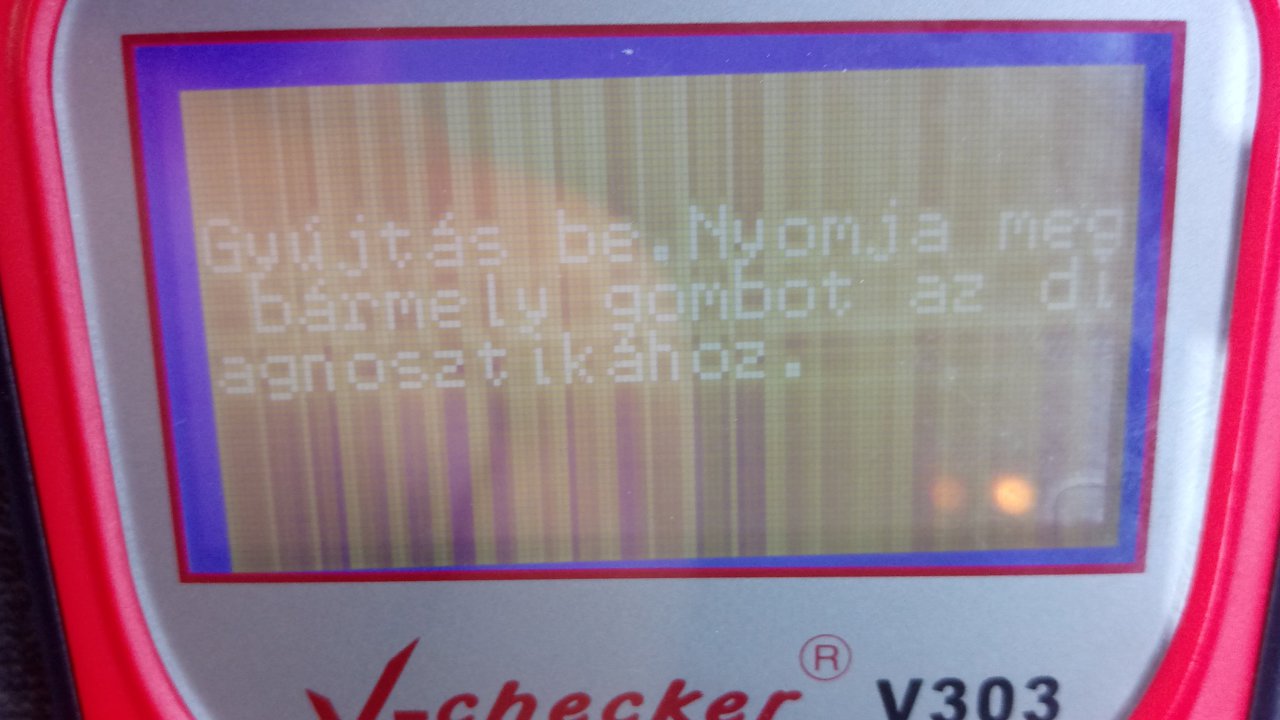 Gyújtás be.Nyomja meg
bármely gombot az di
agnosztikához.
V-checker ®
V303